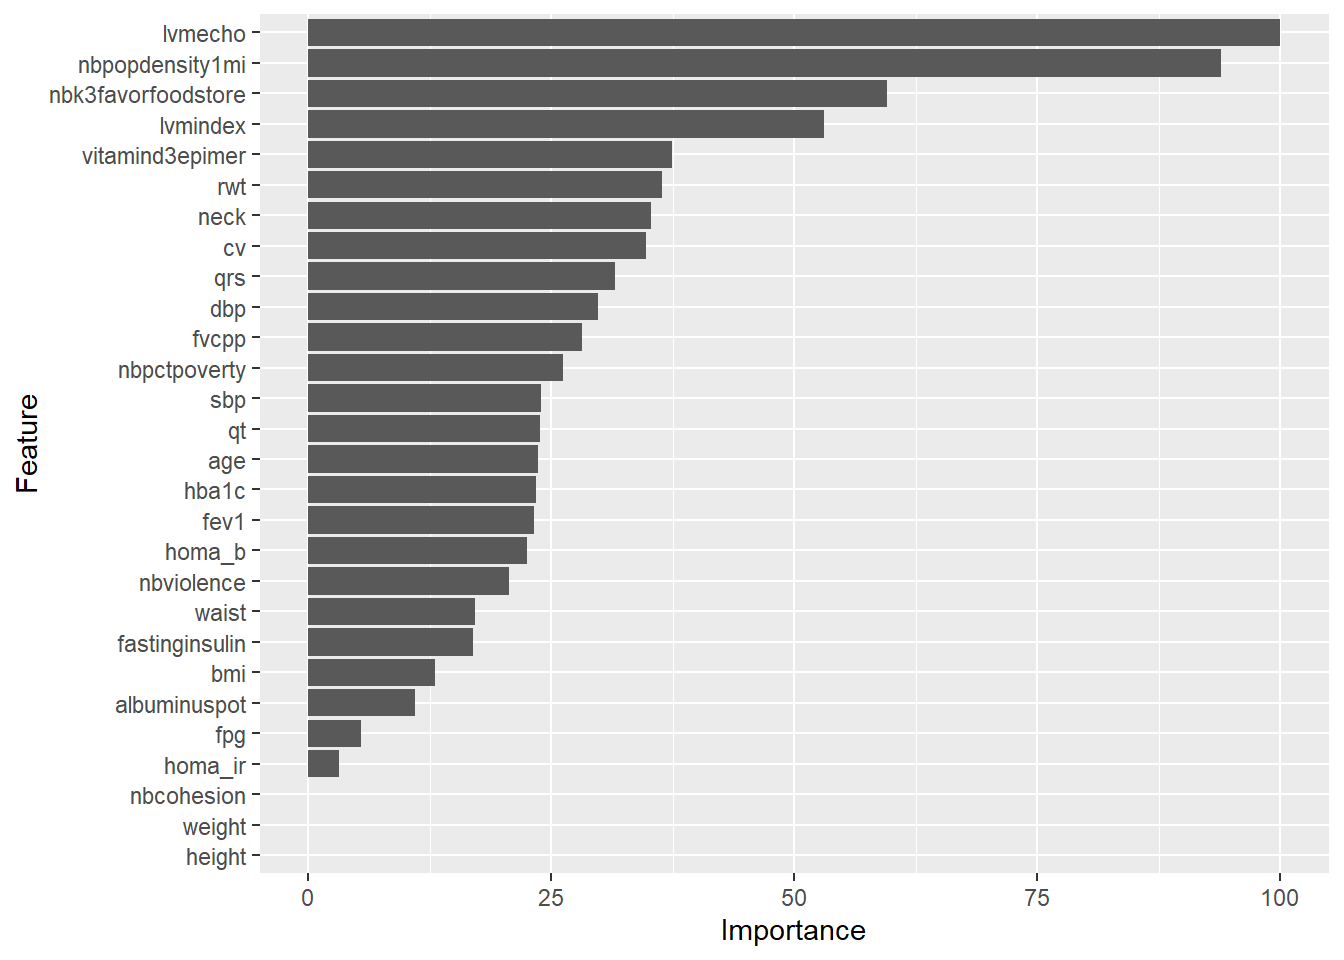 lvmecho
nbpopdensity1mi
nbk3favorfoodstore
lvmindex
vitamind3epimer
rwt
neck
cv
qrs
dbp
fvcpp
nbpctpoverty
sbp
qt
age
hba1c
fev1
homa_b
nbviolence
waist
fastinginsulin
bmi
albuminuspot
fpg
homa_ir
nbcohesion
weight
height
Feature
0 25 50 75 100
Importance